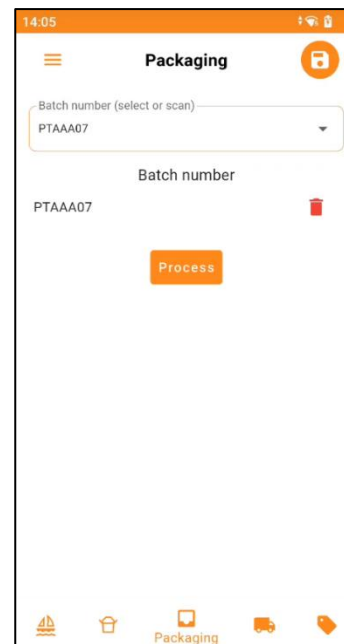 14:05
Packaging
Batch number (select or scan)
PTAAA07
Batch number
PTAAA07
Process
Packaging